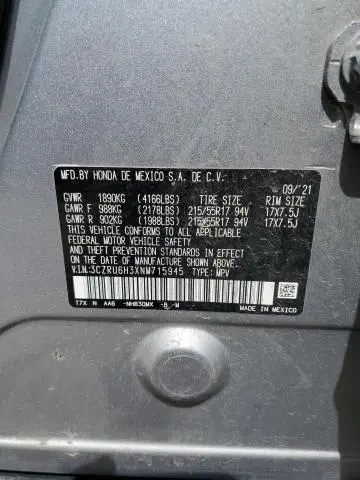 MFD.BY HONDA DE MEXICO S.A. DE C.V.
09/'21
GVWR 1890KG (4166LBS) TIRE SIZE RIM SIZE
GAWR F 988KG (2178LBS) 215/55R17 94V 17X7.5J
GAWR R 902KG (1988LBS) 215/55R17 94V 17X7.5J
THIS VEHICLE CONFORMS TO ALL APPLICABLE
FEDERAL MOTOR VEHICLE SAFETY
AND THEFT PREVENTION STANDARDS IN EFFECT
ON THE DATE OF MANUFACTURE SHOWN ABOVE.
V.I.N:3CZRU6H3XNM715945 TYPE: MPV
T7X N AA6 -NH830MX -B -M
MADE IN MEXICO